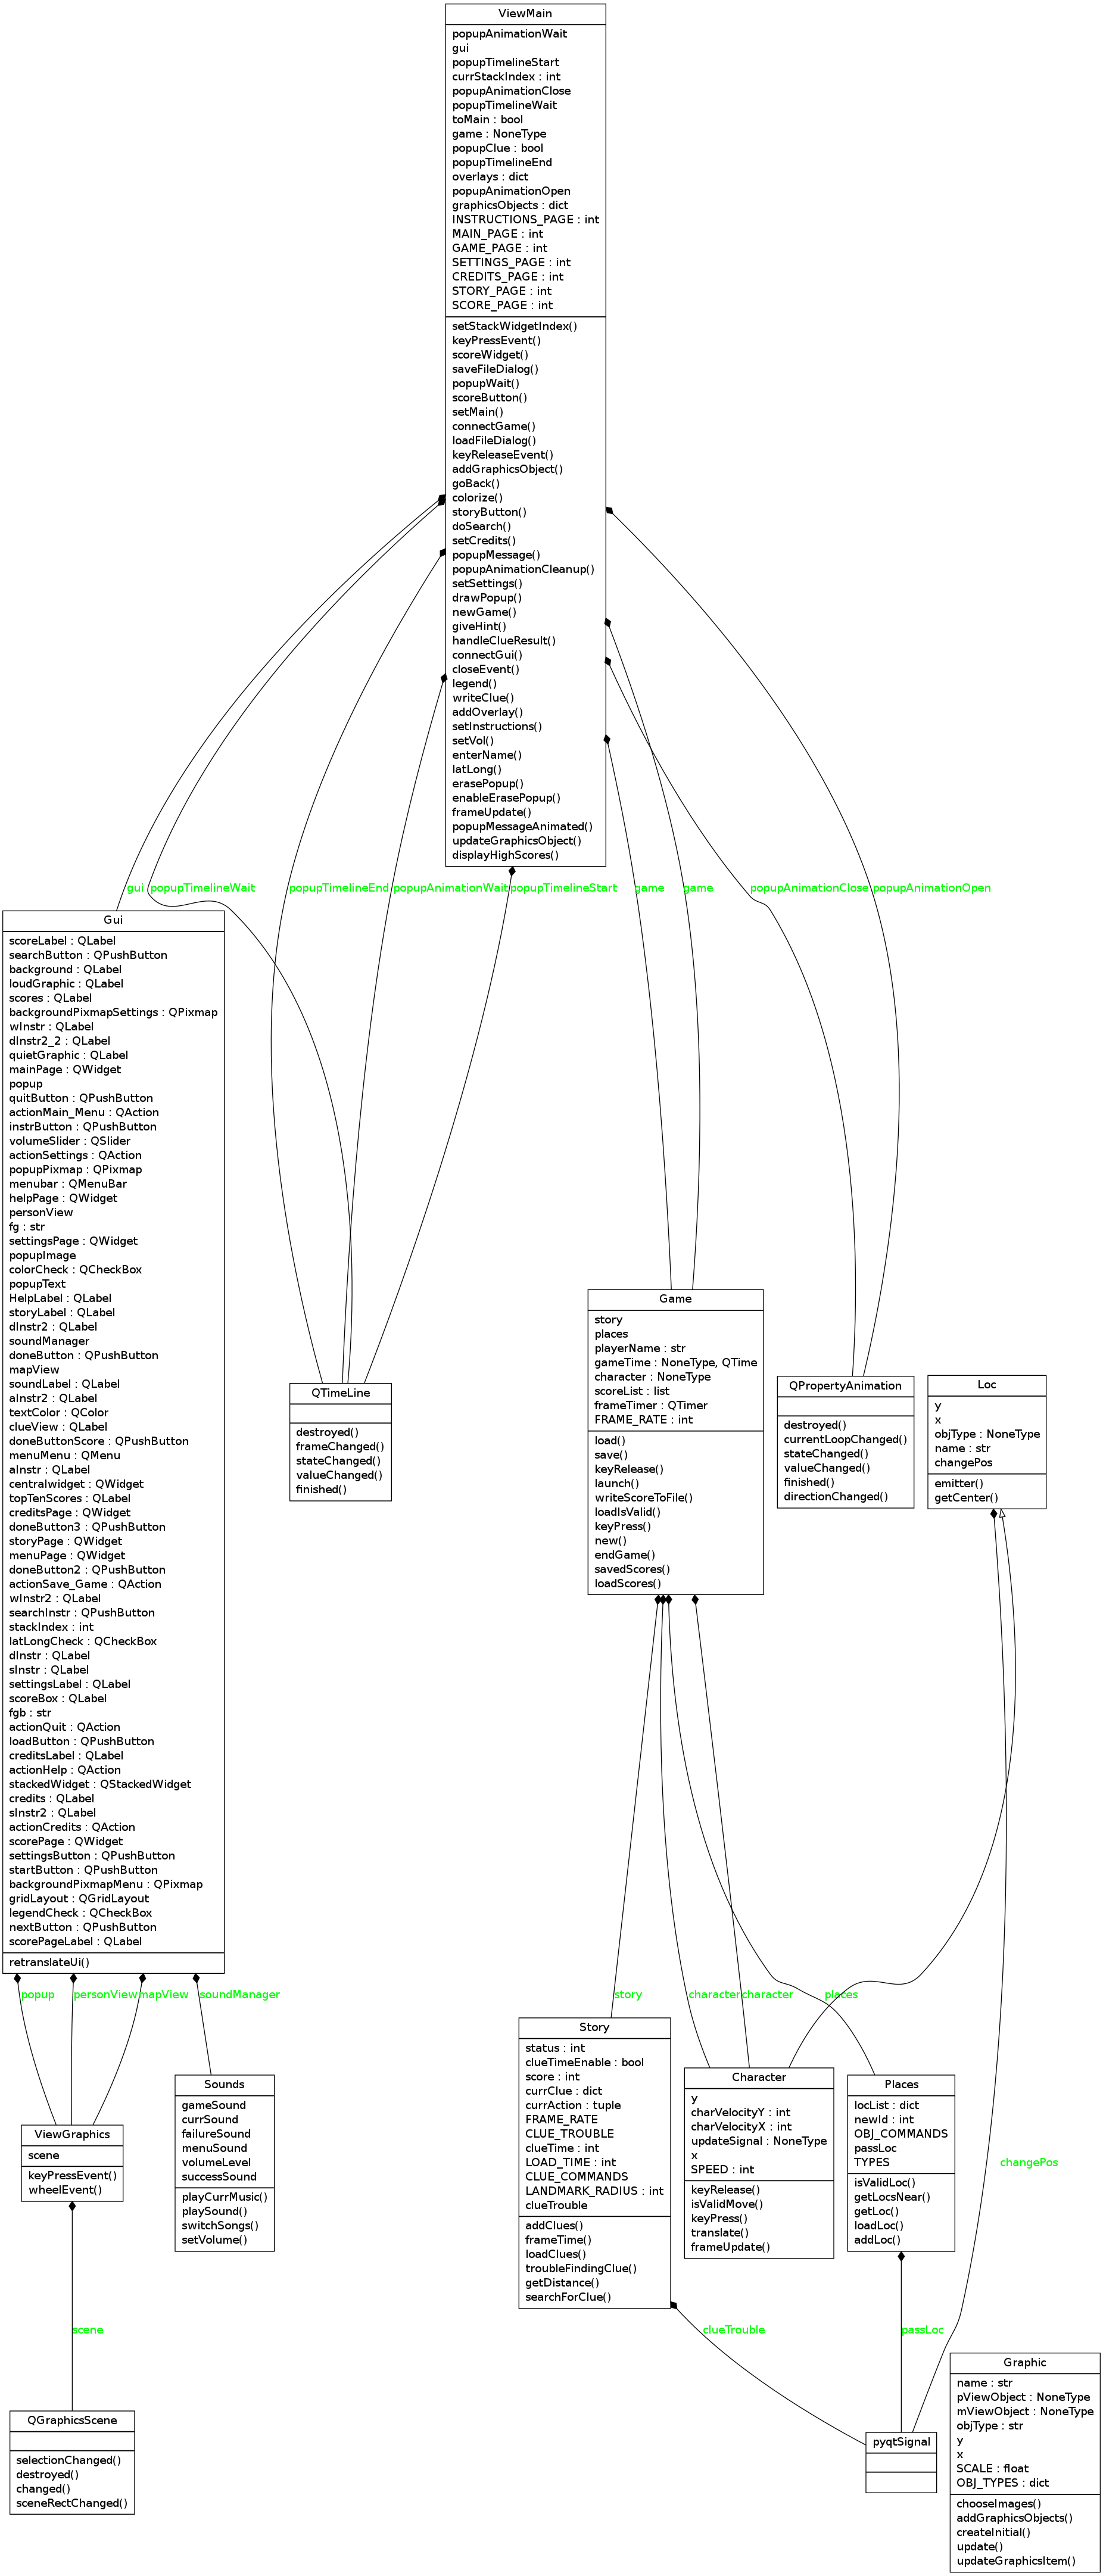 ViewMain
popupAnimationWait
gui
popupTimelineStart
currStackIndex : int
popupAnimationClose
popupTimelineWait
toMain : bool
game : NoneType
popupClue : bool
popupTimelineEnd
overlays : dict
popupAnimationOpen
graphicsObjects : dict
INSTRUCTIONS_PAGE : int
MAIN_PAGE : int
GAME_PAGE : int
SETTINGS_PAGE : int
CREDITS_PAGE : int
STORY_PAGE : int
SCORE_PAGE : int
setStackWidgetIndex()
keyPressEvent()
scoreWidget()
saveFileDialog()
popupWait()
scoreButton()
setMain()
connectGame()
loadFileDialog()
keyReleaseEvent()
addGraphicsObject()
goBack()
colorize()
storyButton()
doSearch()
setCredits()
popupMessage()
popupAnimationCleanup()
setSettings()
drawPopup()
newGame()
giveHint()
handleClueResult()
connectGui()
closeEvent()
legend()
writeClue()
addOverlay()
setInstructions()
setVol()
enterName()
latLong()
erasePopup()
enableErasePopup()
frameUpdate()
popupMessageAnimated()
updateGraphicsObject()
displayHighScores()
gui
popupTimelineWait
popupTimelineEnd
popupAnimationWait
popupTimelineStart
game
game
popupAnimationClose
popupAnimationOpen
Gui
scoreLabel : QLabel
searchButton : QPushButton
background : QLabel
loudGraphic : QLabel
scores : QLabel
backgroundPixmapSettings : QPixmap
wInstr : QLabel
dInstr2_2 : QLabel
quietGraphic : QLabel
mainPage : QWidget
popup
quitButton : QPushButton
actionMain_Menu : QAction
instrButton : QPushButton
volumeSlider : QSlider
actionSettings : QAction
popupPixmap : QPixmap
menubar : QMenuBar
helpPage : QWidget
personView
fg : str
settingsPage : QWidget
popupImage
colorCheck : QCheckBox
popupText
HelpLabel : QLabel
storyLabel : QLabel
dInstr2 : QLabel
soundManager
doneButton : QPushButton
mapView
soundLabel : QLabel
aInstr2 : QLabel
textColor : QColor
clueView : QLabel
doneButtonScore : QPushButton
menuMenu : QMenu
aInstr : QLabel
centralwidget : QWidget
topTenScores : QLabel
creditsPage : QWidget
doneButton3 : QPushButton
storyPage : QWidget
menuPage : QWidget
doneButton2 : QPushButton
actionSave_Game : QAction
wInstr2 : QLabel
searchInstr : QPushButton
stackIndex : int
latLongCheck : QCheckBox
dInstr : QLabel
sInstr : QLabel
settingsLabel : QLabel
scoreBox : QLabel
fgb : str
actionQuit : QAction
loadButton : QPushButton
creditsLabel : QLabel
actionHelp : QAction
stackedWidget : QStackedWidget
credits : QLabel
sInstr2 : QLabel
actionCredits : QAction
scorePage : QWidget
settingsButton : QPushButton
startButton : QPushButton
backgroundPixmapMenu : QPixmap
gridLayout : QGridLayout
legendCheck : QCheckBox
nextButton : QPushButton
scorePageLabel : QLabel
retranslateUi()
QTimeLine
destroyed()
frameChanged()
stateChanged()
valueChanged()
finished()
Game
story
places
playerName : str
gameTime : NoneType, QTime
character : NoneType
scoreList : list
frameTimer : QTimer
FRAME_RATE : int
load()
save()
keyRelease()
launch()
writeScoreToFile()
loadIsValid()
keyPress()
new()
endGame()
savedScores()
loadScores()
QPropertyAnimation
destroyed()
currentLoopChanged()
stateChanged()
valueChanged()
finished()
directionChanged()
Loc
y
x
objType : NoneType
name : str
changePos
emitter()
getCenter()
popup
personView
mapView
soundManager
story
character
character
places
changePos
ViewGraphics
scene
keyPressEvent()
wheelEvent()
Sounds
gameSound
currSound
failureSound
menuSound
volumeLevel
successSound
playCurrMusic()
playSound()
switchSongs()
setVolume()
Story
status : int
clueTimeEnable : bool
score : int
currClue : dict
currAction : tuple
FRAME_RATE
CLUE_TROUBLE
clueTime : int
LOAD_TIME : int
CLUE_COMMANDS
LANDMARK_RADIUS : int
clueTrouble
addClues()
frameTime()
loadClues()
troubleFindingClue()
getDistance()
searchForClue()
Character
y
charVelocityY : int
charVelocityX : int
updateSignal : NoneType
x
SPEED : int
keyRelease()
isValidMove()
keyPress()
translate()
frameUpdate()
Places
locList : dict
newId : int
OBJ_COMMANDS
passLoc
TYPES
isValidLoc()
getLocsNear()
getLoc()
loadLoc()
addLoc()
scene
clueTrouble
passLoc
QGraphicsScene
selectionChanged()
destroyed()
changed()
sceneRectChanged()
pyqtSignal
Graphic
name : str
pViewObject : NoneType
mViewObject : NoneType
objType : str
y
x
SCALE : float
OBJ_TYPES : dict
chooseImages()
addGraphicsObjects()
createInitial()
update()
updateGraphicsItem()